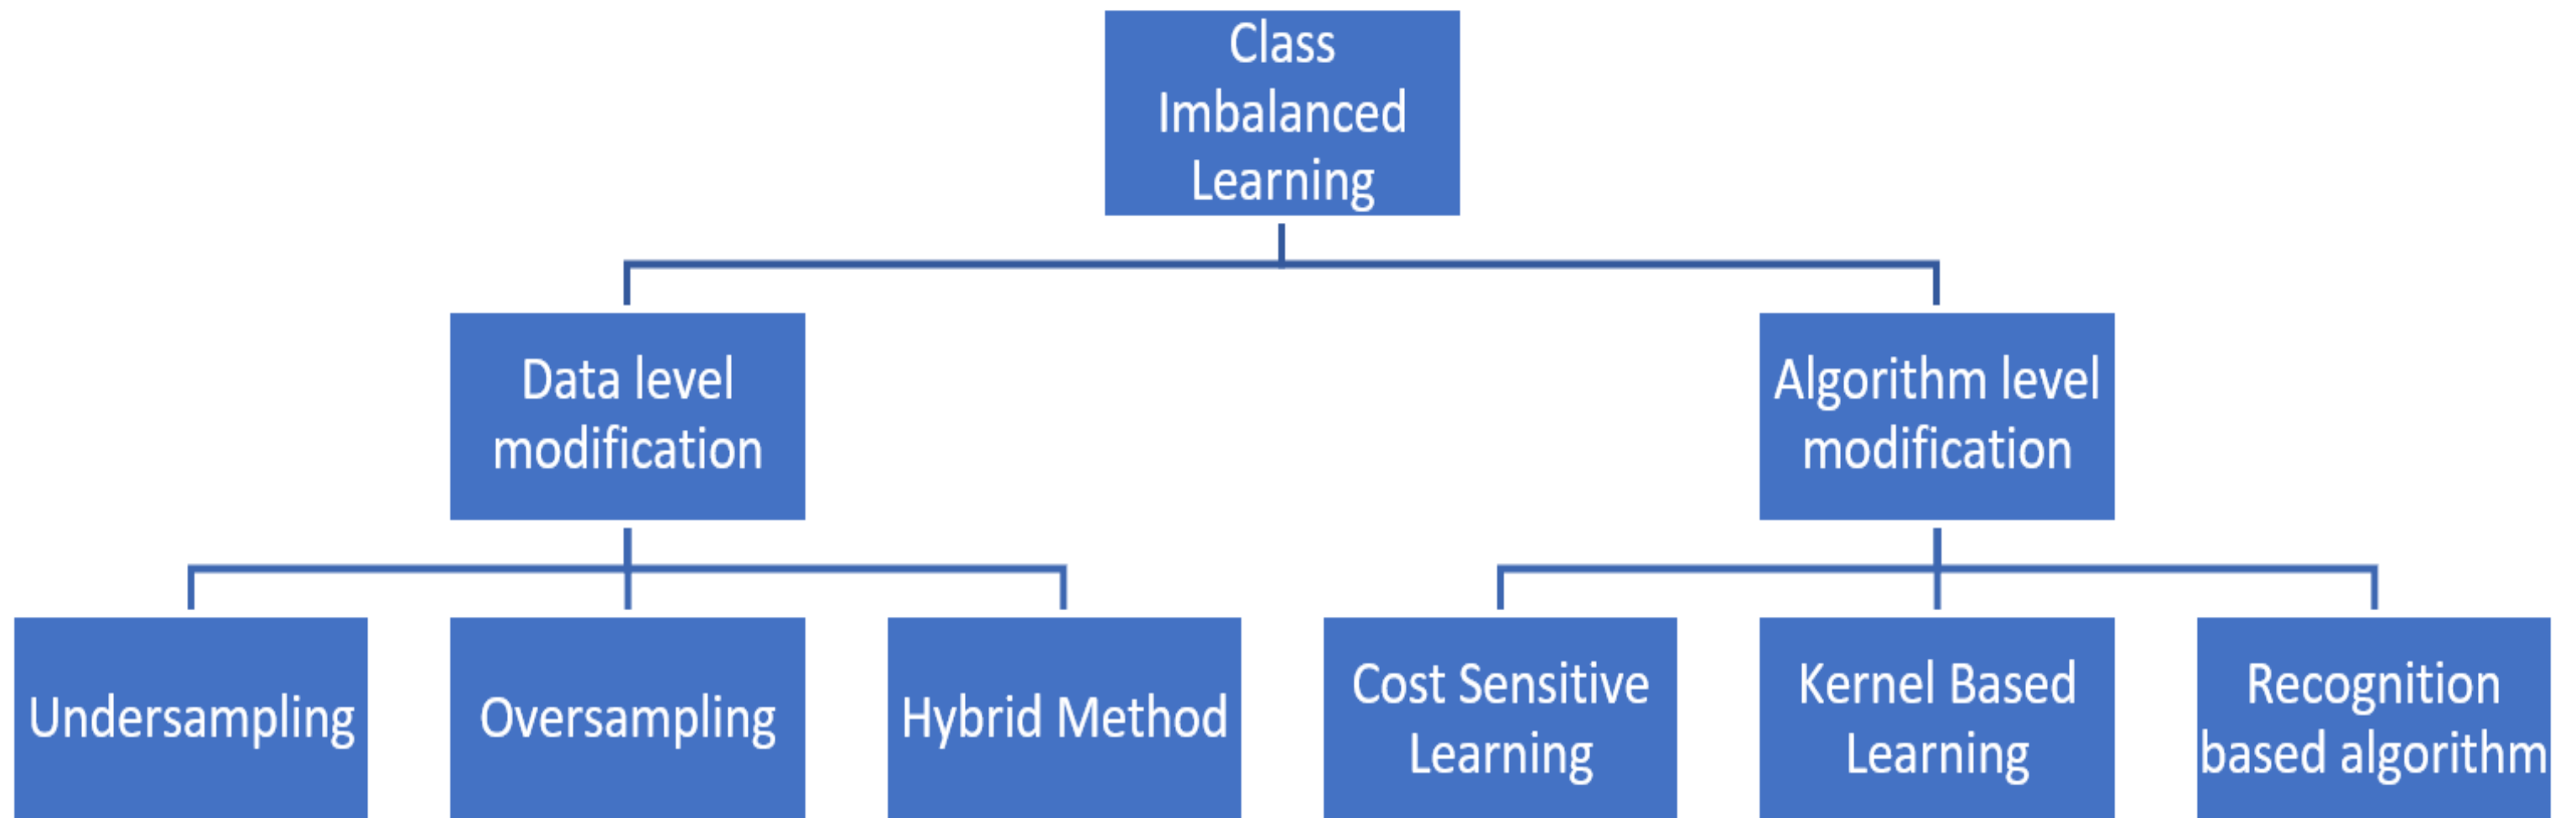 Class
Imbalanced
Learning
Data level
modification
Algorithm level
modification
Undersampling
Oversampling
Hybrid Method
Cost Sensitive
Learning
Kernel Based
Learning
Recognition
based algorithm